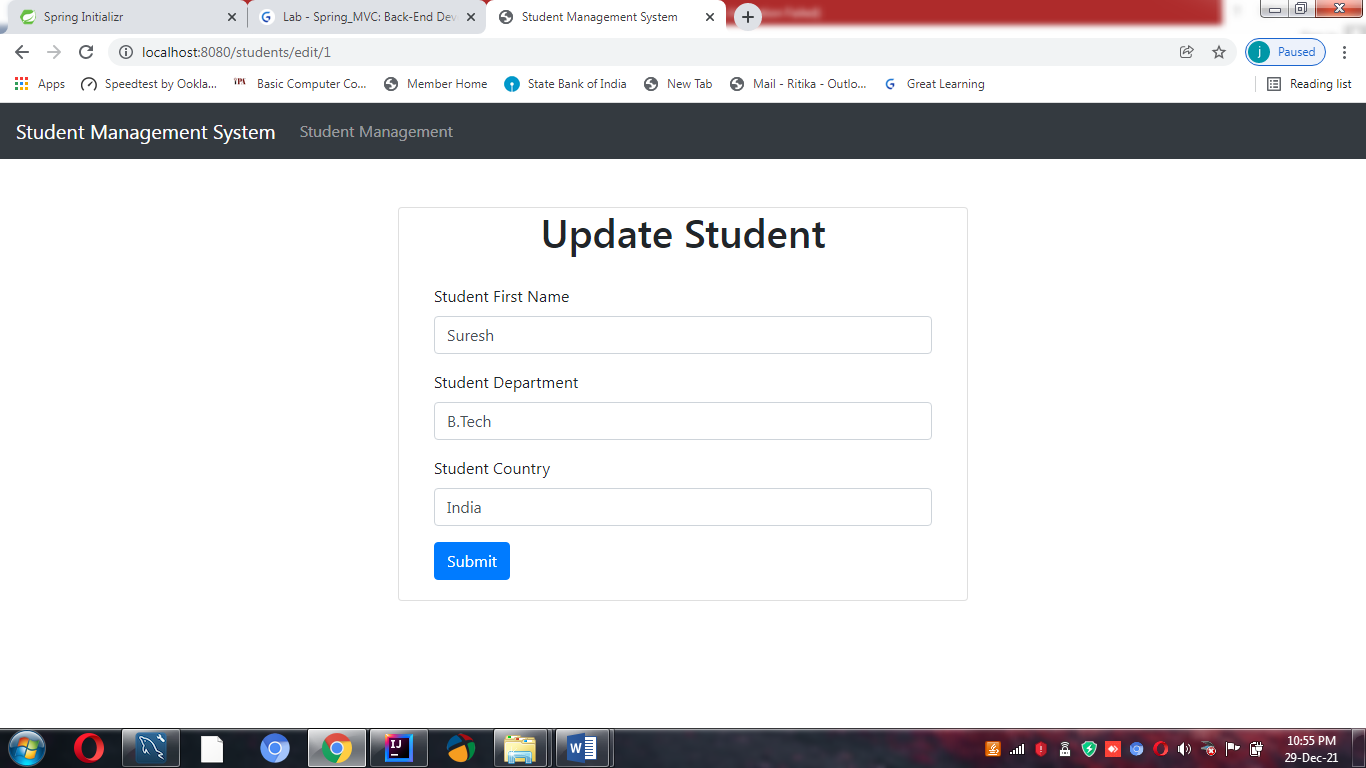 Spring Initializr
Lab - Spring_MVC: Back-End Dev
Student Management System
localhost:8080/students/edit/1
j Paused
Apps
Speedtest by Ookla...
Basic Computer Co...
Member Home
State Bank of India
New Tab
Mail - Ritika - Outlo...
Great Learning
Reading list
Student Management System
Student Management
Update Student
Student First Name
Suresh
Student Department
B.Tech
Student Country
India
Submit
10:55 PM
29-Dec-21